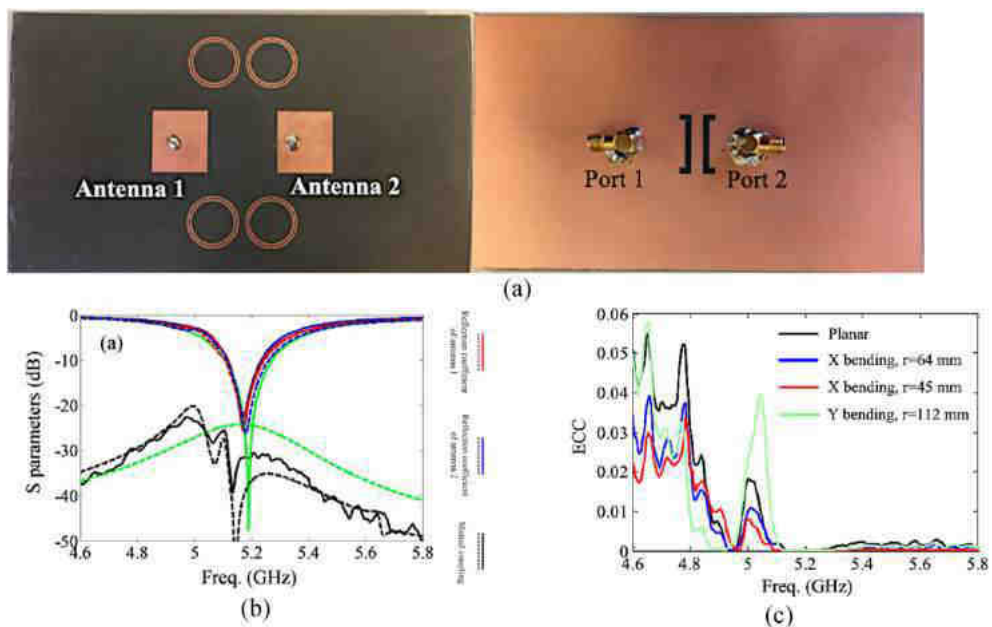 Antenna 1
Antenna 2
Port 1
Port 2
(a)
(a)
S parameters (dB)
0
-10
-20
-30
-40
-50
4.6
4.8
5
5.2
5.4
5.6
5.8
Freq. (GHz)
(b)
Reflection coefficient
of antenna 1
Reflection coefficient
of antenna 2
Mutual coupling
ECC
0.06
0.05
0.04
0.03
0.02
0.01
0
4.6
4.8
5
5.2
5.4
5.6
5.8
Freq. (GHz)
Planar
X bending, r=64 mm
X bending, r=45 mm
Y bending, r=112 mm
(c)